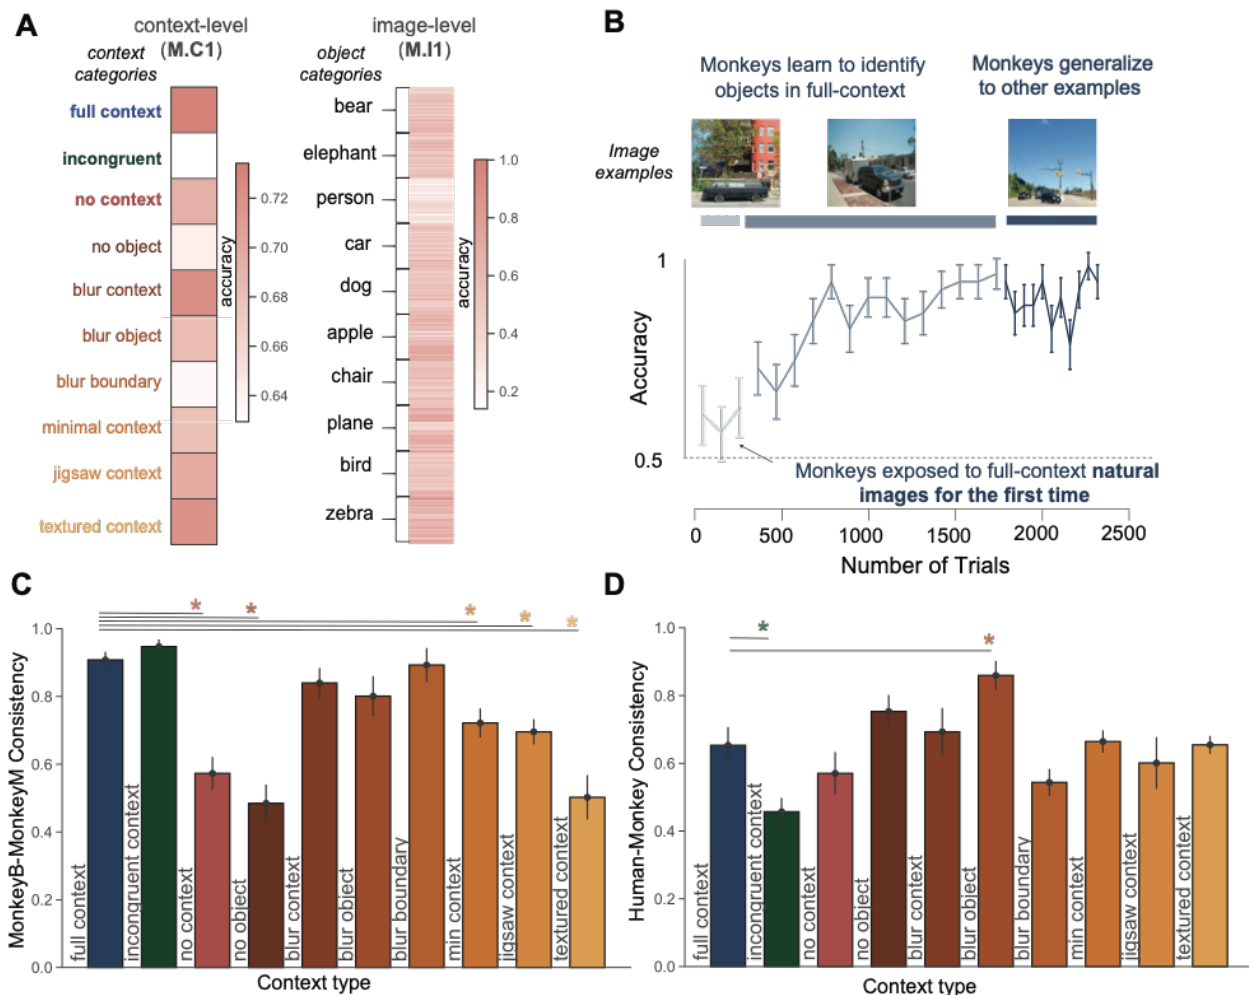 A
context-level
(M.C1)
context
categories
full context
incongruent
no context
no object
blur context
blur object
blur boundary
minimal context
jigsaw context
textured context
0.72
0.70
0.68
0.66
0.64
accuracy
image-level
(M.I1)
object
categories
bear
elephant
person
car
dog
apple
chair
plane
bird
zebra
1.0
0.8
0.6
0.4
0.2
accuracy
B
Monkeys learn to identify
objects in full-context
Monkeys generalize
to other examples
Image
examples
1
0.5
Accuracy
Monkeys exposed to full-context natural
images for the first time
0 500 1000 1500 2000 2500
Number of Trials
C
* * * * *
1.0
0.8
0.6
0.4
0.2
0.0
MonkeyB-MonkeyM Consistency
full context
incongruent context
no context
no object
blur context
blur object
blur boundary
min context
jigsaw context
textured context
Context type
D
* *
1.0
0.8
0.6
0.4
0.2
0.0
Human-Monkey Consistency
full context
incongruent context
no context
no object
blur context
blur object
blur boundary
min context
jigsaw context
textured context
Context type